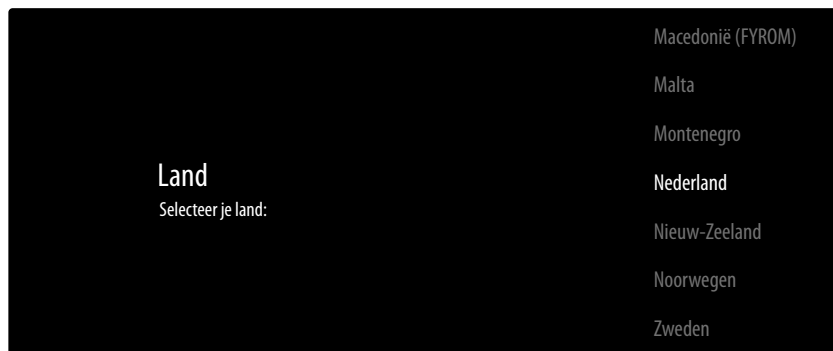 Land
Selecteer je land:
Macedonië (FYROM)
Malta
Montenegro
Nederland
Nieuw-Zeeland
Noorwegen
Zweden